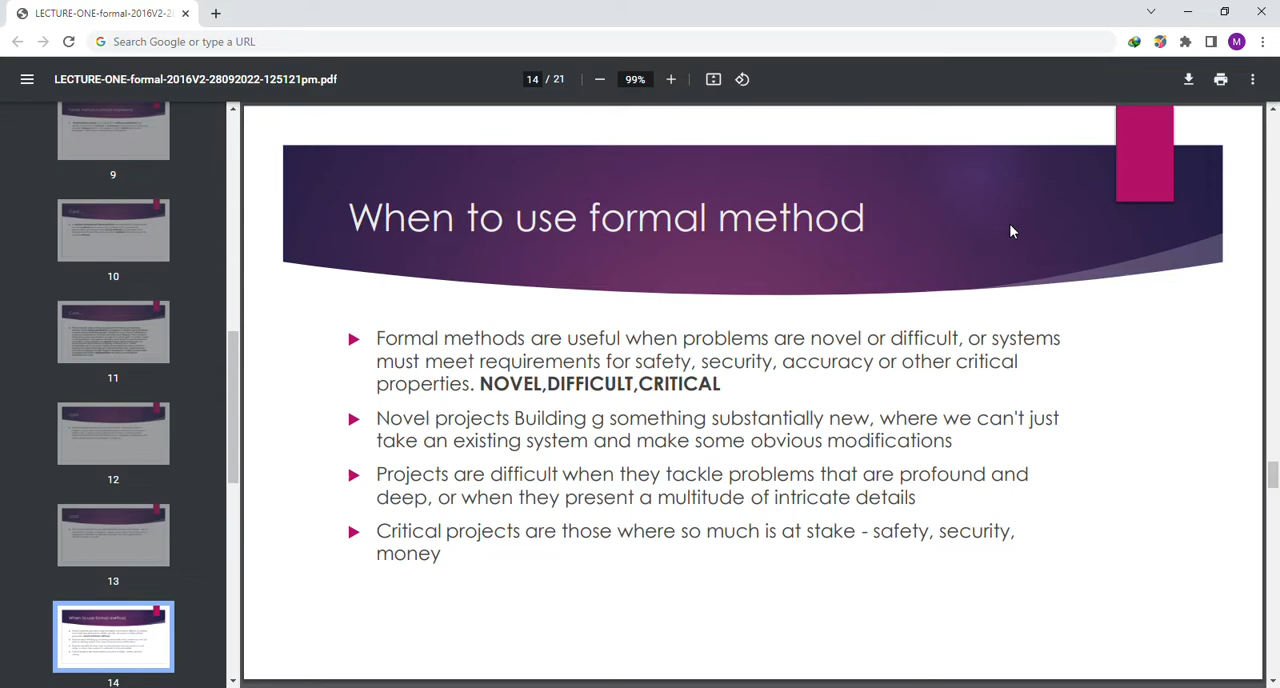 LECTURE-ONE-formal-2016V2-28
Search Google or type a URL
M
LECTURE-ONE-formal-2016V2-28092022-125121pm.pdf
14 / 21
99%
9
10
11
12
13
14
When to use formal method
Formal methods are useful when problems are novel or difficult, or systems
must meet requirements for safety, security, accuracy or other critical
properties. NOVEL,DIFFICULT,CRITICAL
Novel projects:Building g something substantially new, where we can't just
take an existing system and make some obvious modifications
Projects are difficult when they tackle problems that are profound and
deep, or when they present a multitude of intricate details
Critical projects are those where so much is at stake - safety, security,
money